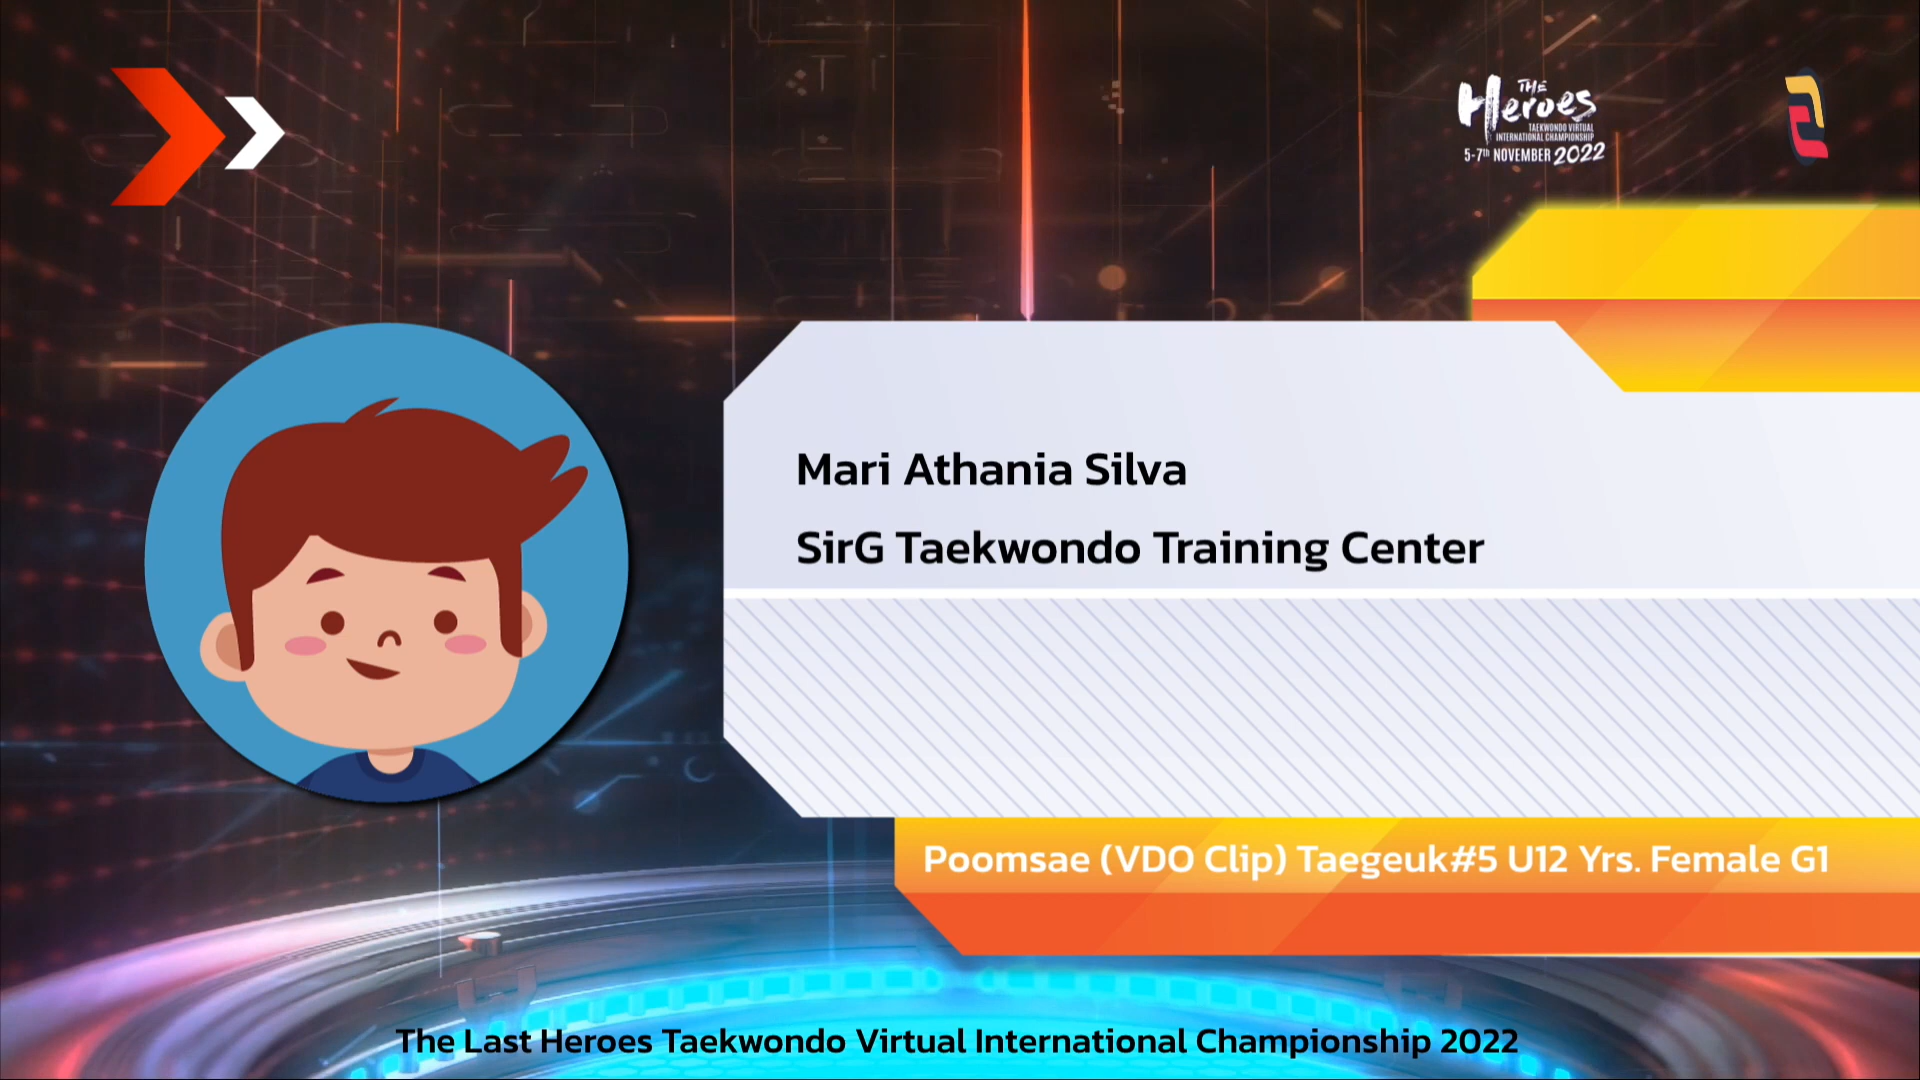 THE
Heroes
TAEKWONDO VIRTUAL
INTERNATIONAL CHAMPIONSHIP
5-7th NOVEMBER 2022
Mari Athania Silva
SirG Taekwondo Training Center
Poomsae (VDO Clip) Taegeuk#5 U12 Yrs. Female G1
The Last Heroes Taekwondo Virtual International Championship 2022